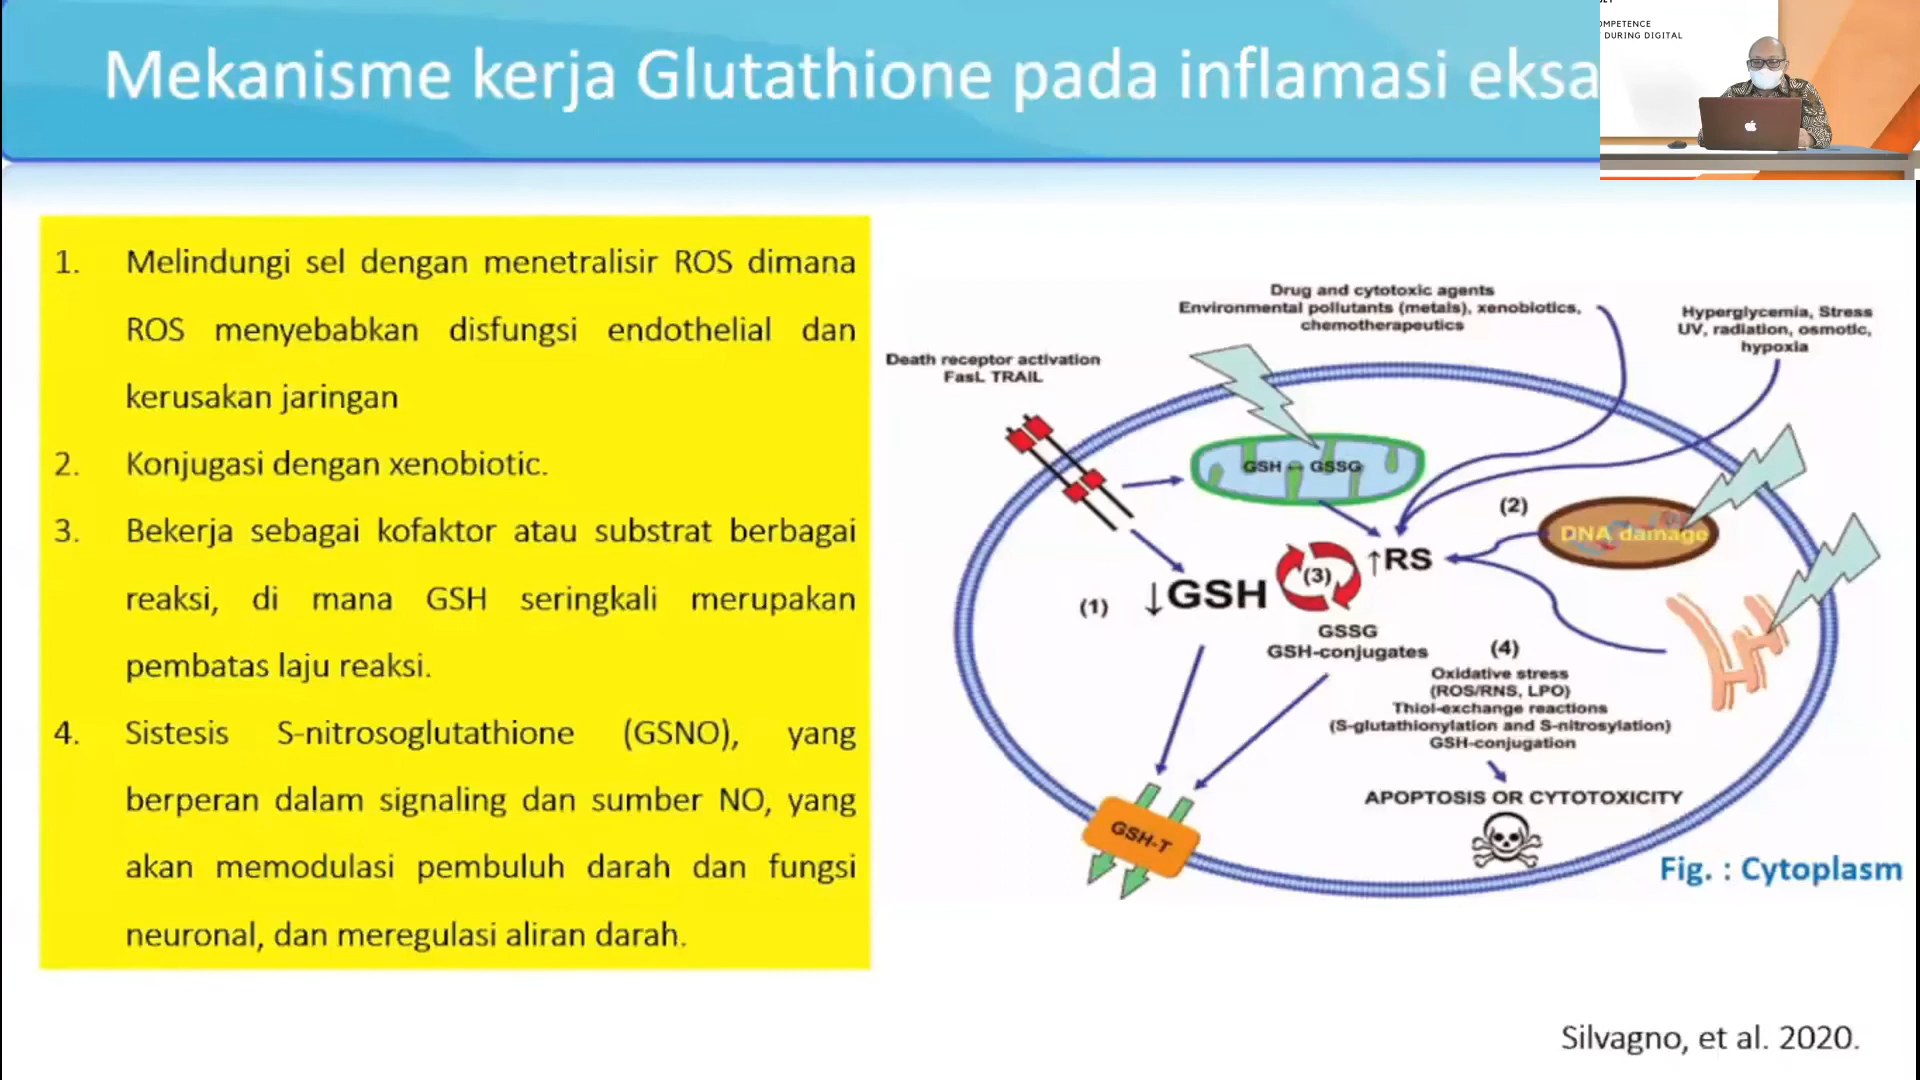 Mekanisme kerja Glutathione pada inflamasi eksa
OMPETENCE
DURING DIGITAL
1. Melindungi sel dengan menetralisir ROS dimana
ROS menyebabkan disfungsi endothelial dan
kerusakan jaringan
2. Konjugasi dengan xenobiotic.
3. Bekerja sebagai kofaktor atau substrat berbagai
reaksi, di mana GSH seringkali merupakan
pembatas laju reaksi.
4. Sistesis S-nitrosoglutathione (GSNO), yang
berperan dalam signaling dan sumber NO, yang
akan memodulasi pembuluh darah dan fungsi
neuronal, dan meregulasi aliran darah.
Drug and cytotoxic agents
Environmental pollutants (metals), xenobiotics,
chemotherapeutics
Hyperglycemia, Stress
UV, radiation, osmotic,
hypoxia
Death receptor activation
FasL TRAIL
GSH ↔ GSSG
(2)
DNA damage
↑RS
(3)
(1)
↓GSH
GSSG
GSH-conjugates
(4)
Oxidative stress
(ROS/RNS, LPO)
Thiol-exchange reactions
(S-glutathionylation and S-nitrosylation)
GSH-conjugation
APOPTOSIS OR CYTOTOXICITY
GSH-T
Fig. : Cytoplasm
Silvagno, et al. 2020.